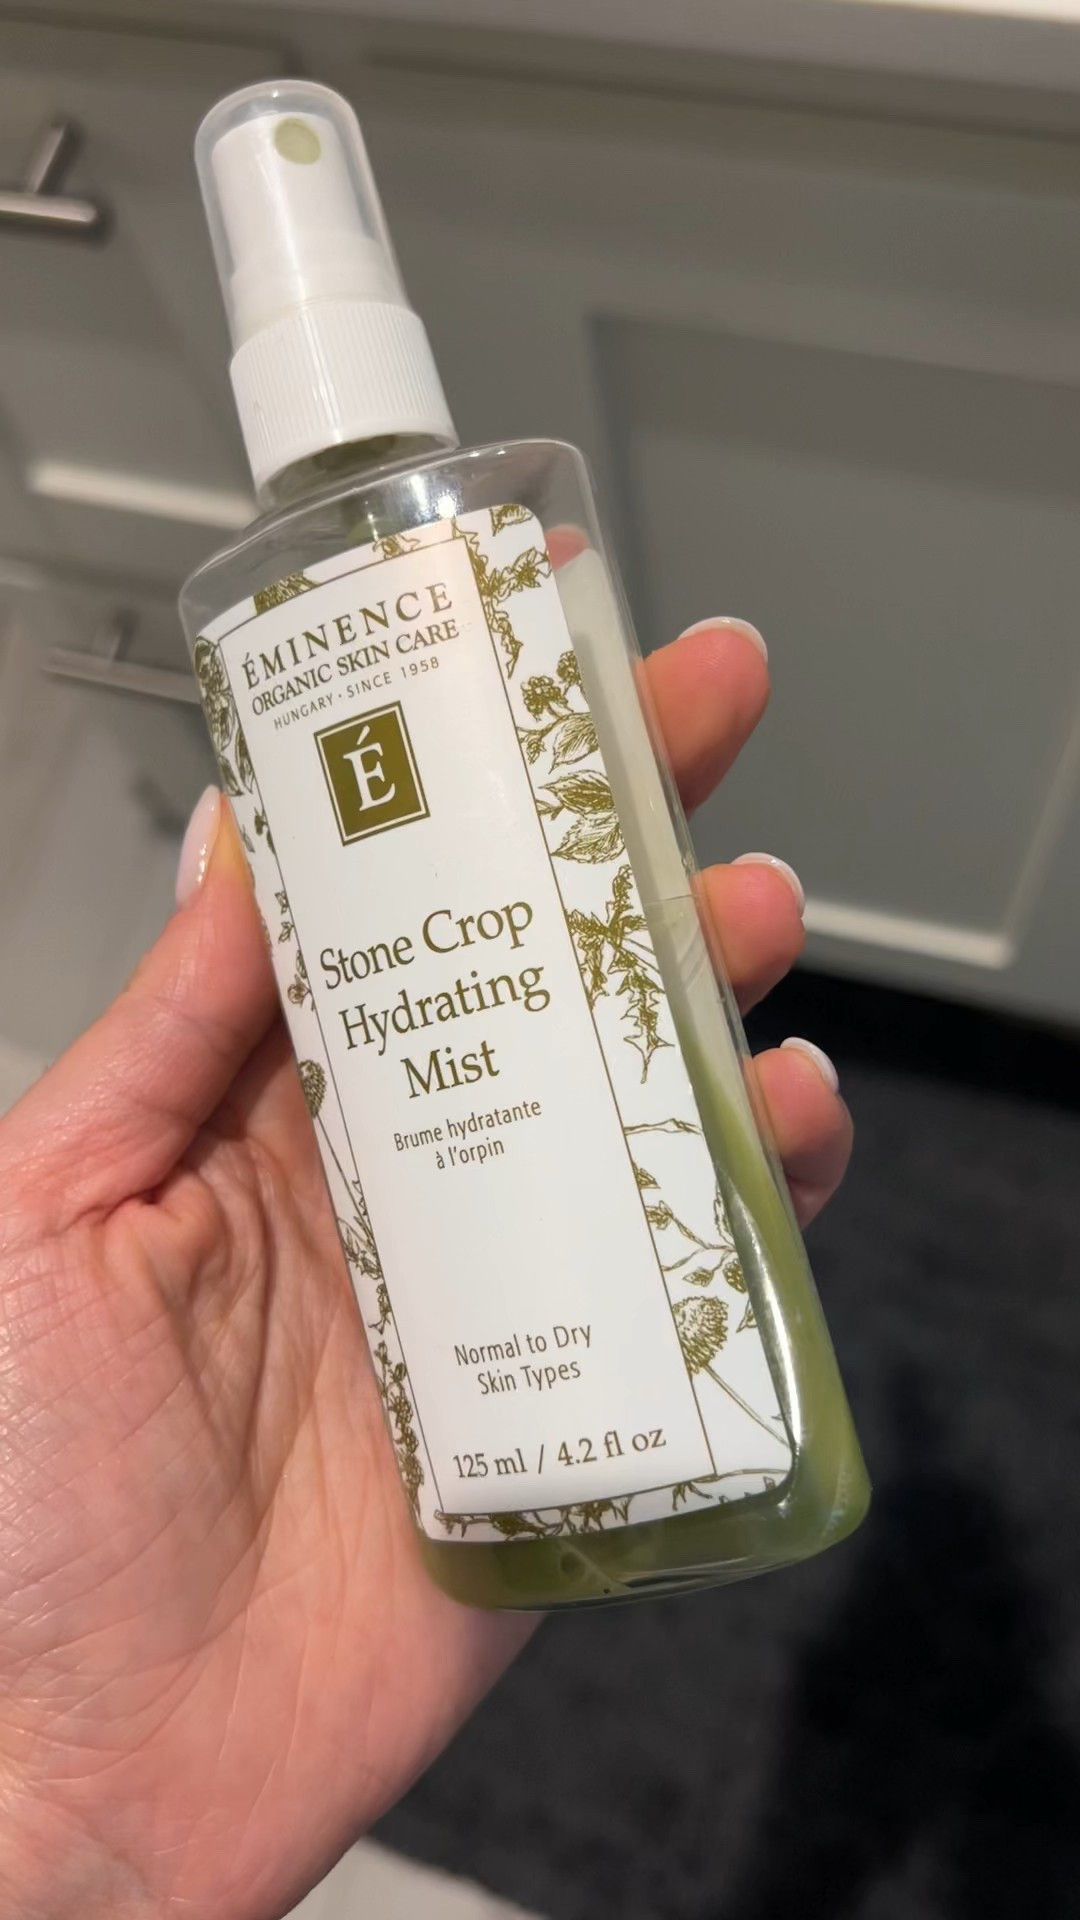 ÉMINENCE
ORGANIC SKIN CARE
HUNGARY · SINCE 1958
É
Stone Crop
Hydrating
Mist
Brume hydratante
à l'orpin
Normal to Dry
Skin Types
125 ml / 4.2 fl oz